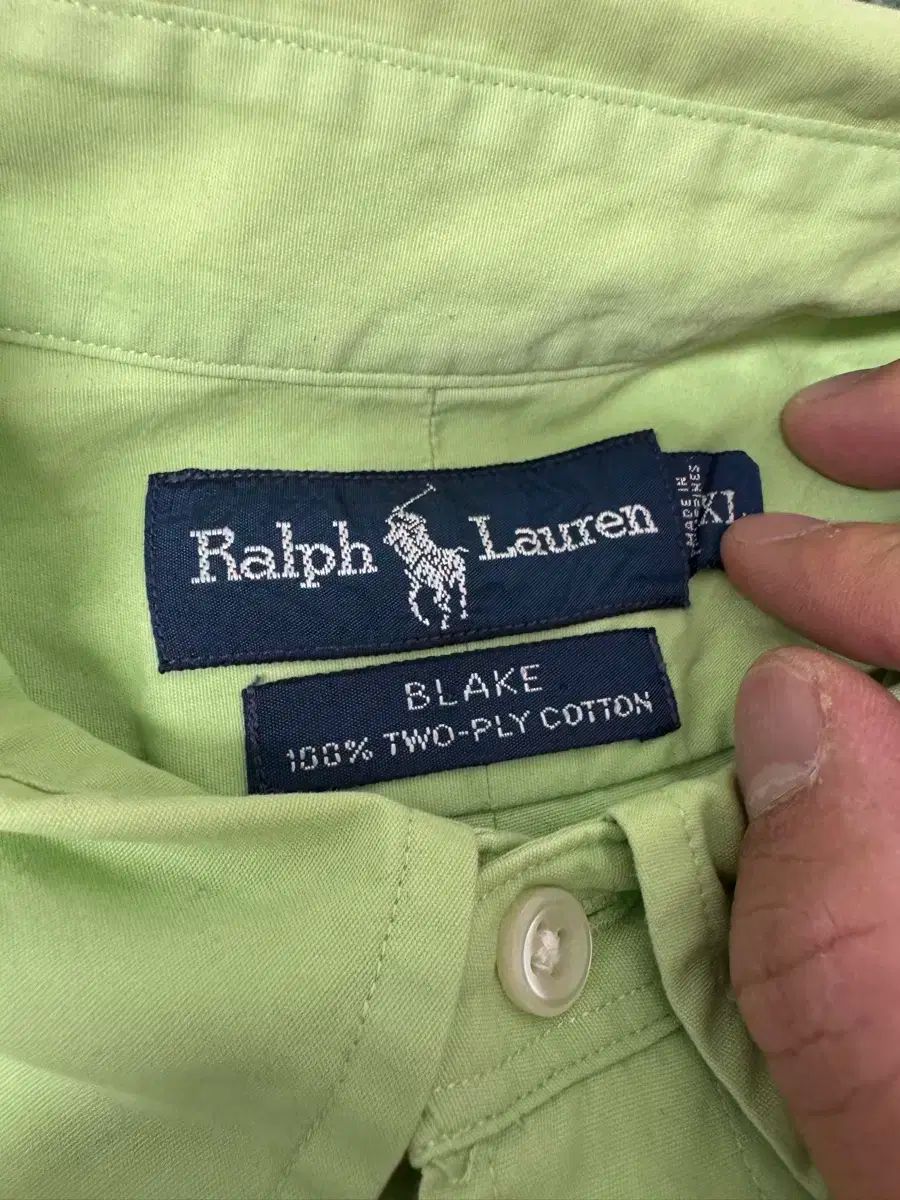 Ralph Lauren
MADE IN
XL
BLAKE
100% TWO-PLY COTTON